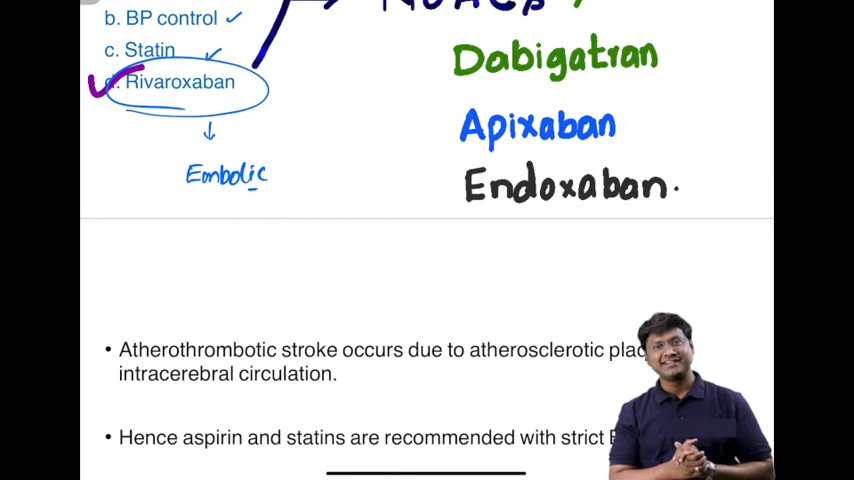 NOACs
b. BP control
c. Statin
Dabigatran
d. Rivaroxaban
Apixaban
Embolic
Endoxaban.
• Atherothrombotic stroke occurs due to atherosclerotic
intracerebral circulation.
• Hence aspirin and statins are recommended with strict